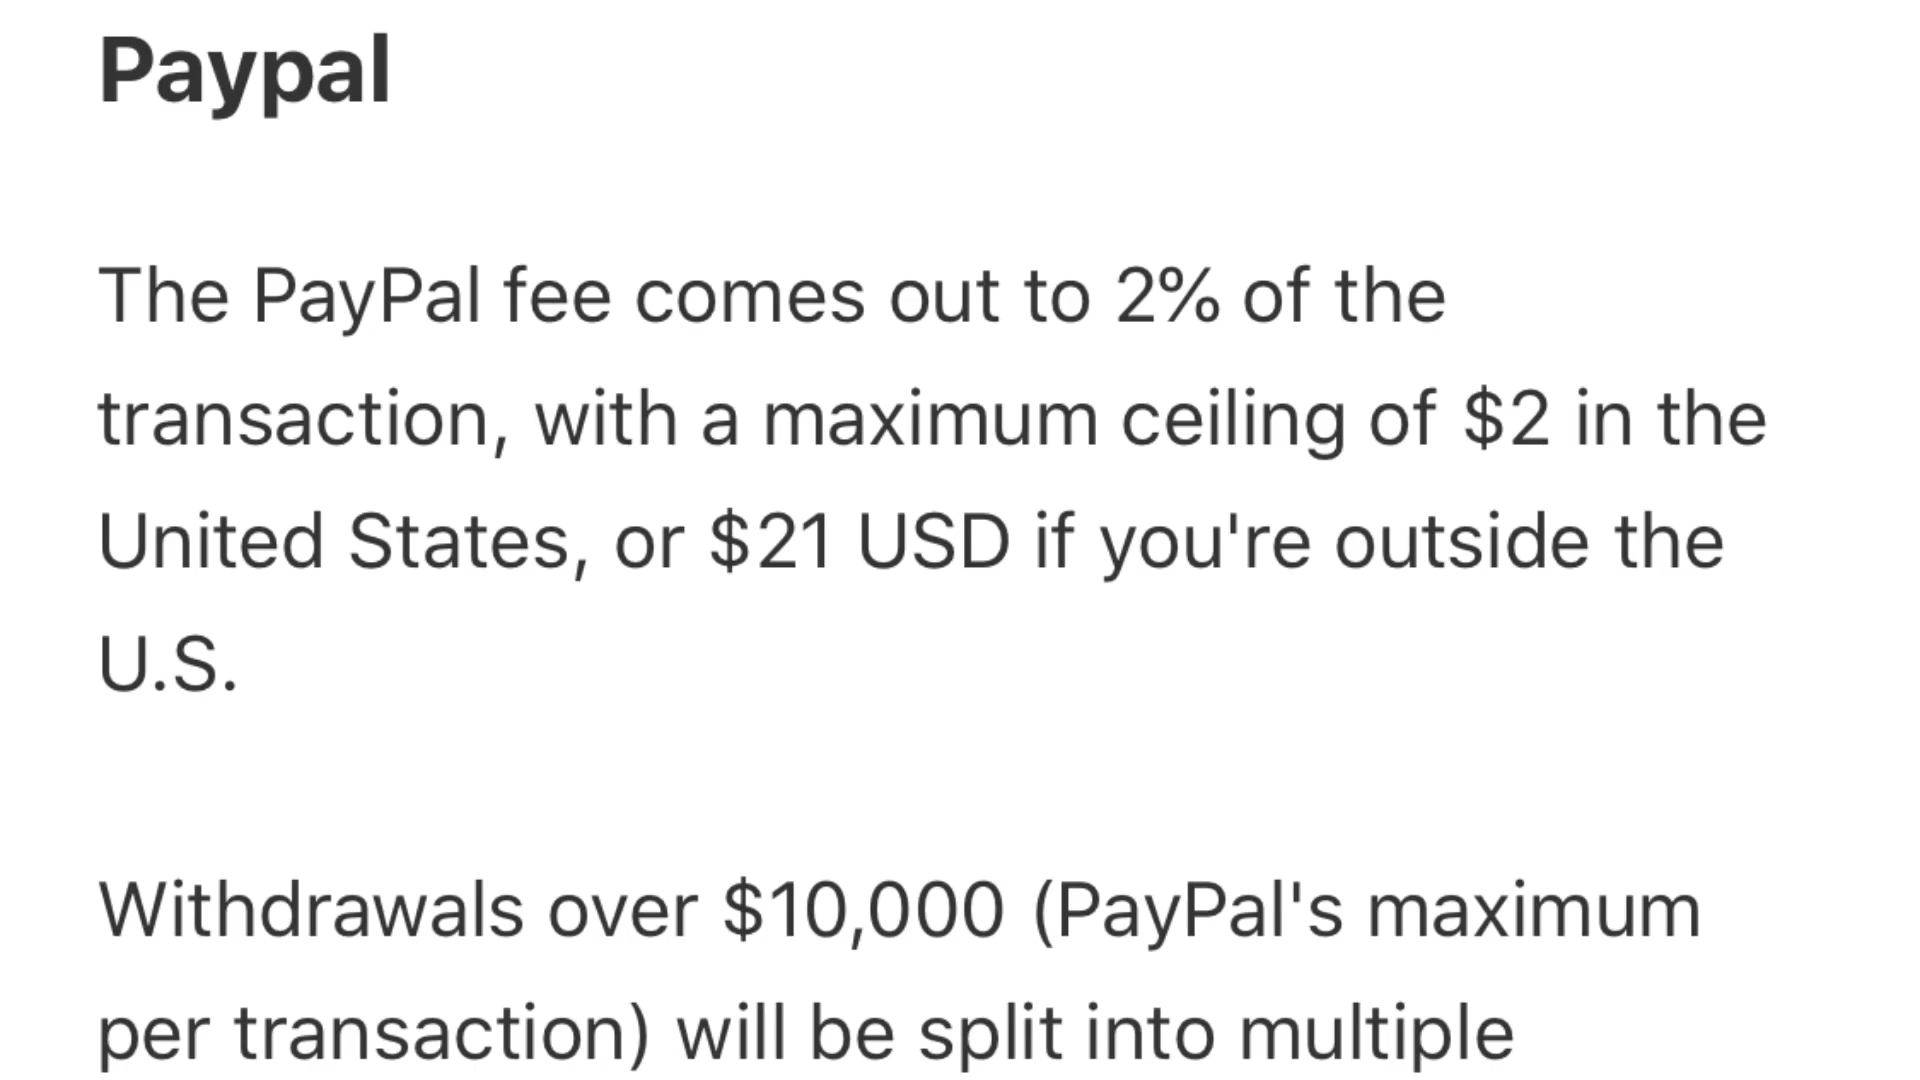 Paypal
The PayPal fee comes out to 2% of the
transaction, with a maximum ceiling of $2 in the
United States, or $21 USD if you're outside the
U.S.
Withdrawals over $10,000 (PayPal's maximum
per transaction) will be split into multiple